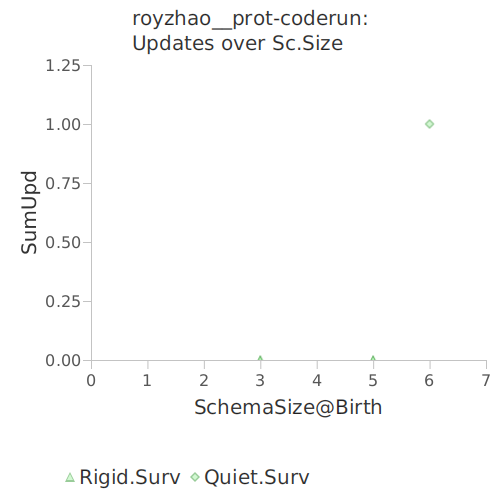 royzhao__prot-coderun:
Updates over Sc.Size
1.25
1.00
0.75
0.50
0.25
0.00
SumUpd
0 1 2 3 4 5 6 7
SchemaSize@Birth
Rigid.Surv Quiet.Surv